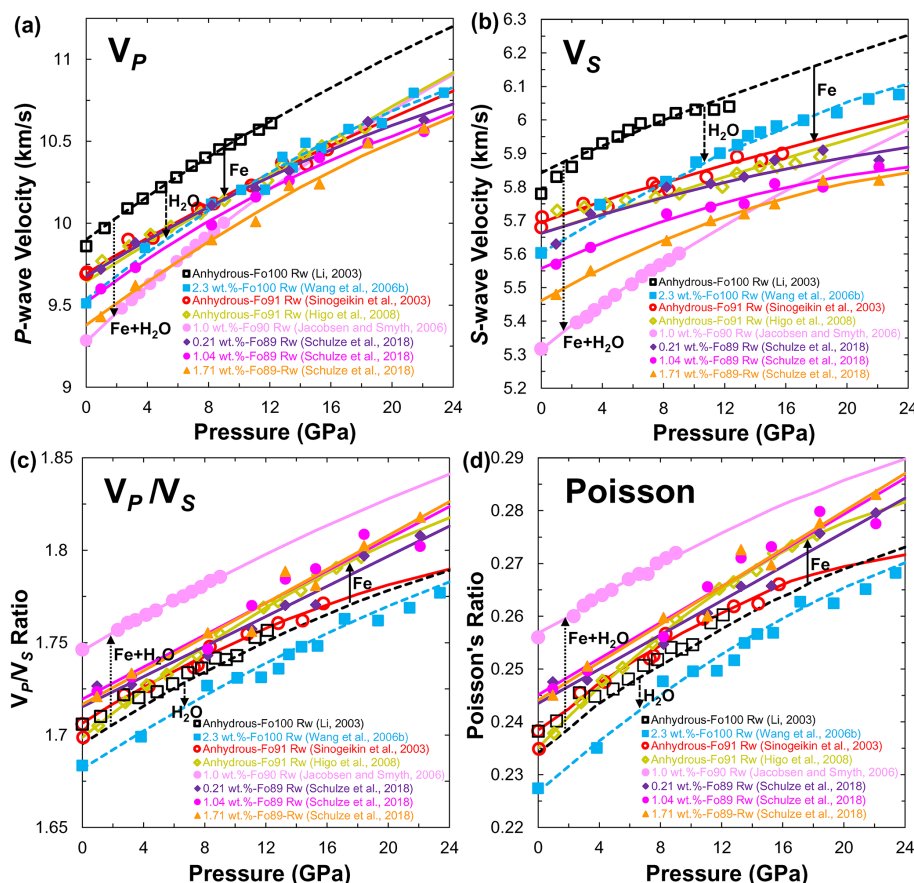 (a) V_P
P-wave Velocity (km/s)
11
10.5
10
9.5
9
Fe
H₂O
Fe+H₂O
Anhydrous-Fo100 Rw (Li, 2003)
2.3 wt.%-Fo100 Rw (Wang et al., 2006b)
Anhydrous-Fo91 Rw (Sinogeikin et al., 2003)
Anhydrous-Fo91 Rw (Higo et al., 2008)
1.0 wt.%-Fo90 Rw (Jacobsen and Smyth, 2006)
0.21 wt.%-Fo89 Rw (Schulze et al., 2018)
1.04 wt.%-Fo89 Rw (Schulze et al., 2018)
1.71 wt.%-Fo89-Rw (Schulze et al., 2018)
0 4 8 12 16 20 24
Pressure (GPa)
(b) V_S
S-wave Velocity (km/s)
6.3
6.2
6.1
6
5.9
5.8
5.7
5.6
5.5
5.4
5.3
5.2
Fe
H₂O
Fe+H₂O
Anhydrous-Fo100 Rw (Li, 2003)
2.3 wt.%-Fo100 Rw (Wang et al., 2006b)
Anhydrous-Fo91 Rw (Sinogeikin et al., 2003)
Anhydrous-Fo91 Rw (Higo et al., 2008)
1.0 wt.%-Fo90 Rw (Jacobsen and Smyth, 2006)
0.21 wt.%-Fo89 Rw (Schulze et al., 2018)
1.04 wt.%-Fo89 Rw (Schulze et al., 2018)
1.71 wt.%-Fo89-Rw (Schulze et al., 2018)
0 4 8 12 16 20 24
Pressure (GPa)
(c) V_P/V_S
V_P/V_S Ratio
1.85
1.8
1.75
1.7
1.65
Fe
Fe+H₂O
H₂O
Anhydrous-Fo100 Rw (Li, 2003)
2.3 wt.%-Fo100 Rw (Wang et al., 2006b)
Anhydrous-Fo91 Rw (Sinogeikin et al., 2003)
Anhydrous-Fo91 Rw (Higo et al., 2008)
1.0 wt.%-Fo90 Rw (Jacobsen and Smyth, 2006)
0.21 wt.%-Fo89 Rw (Schulze et al., 2018)
1.04 wt.%-Fo89 Rw (Schulze et al., 2018)
1.71 wt.%-Fo89-Rw (Schulze et al., 2018)
0 4 8 12 16 20 24
Pressure (GPa)
(d) Poisson
Poisson's Ratio
0.29
0.28
0.27
0.26
0.25
0.24
0.23
0.22
Fe
Fe+H₂O
H₂O
Anhydrous-Fo100 Rw (Li, 2003)
2.3 wt.%-Fo100 Rw (Wang et al., 2006b)
Anhydrous-Fo91 Rw (Sinogeikin et al., 2003)
Anhydrous-Fo91 Rw (Higo et al., 2008)
1.0 wt.%-Fo90 Rw (Jacobsen and Smyth, 2006)
0.21 wt.%-Fo89 Rw (Schulze et al., 2018)
1.04 wt.%-Fo89 Rw (Schulze et al., 2018)
1.71 wt.%-Fo89-Rw (Schulze et al., 2018)
0 4 8 12 16 20 24
Pressure (GPa)